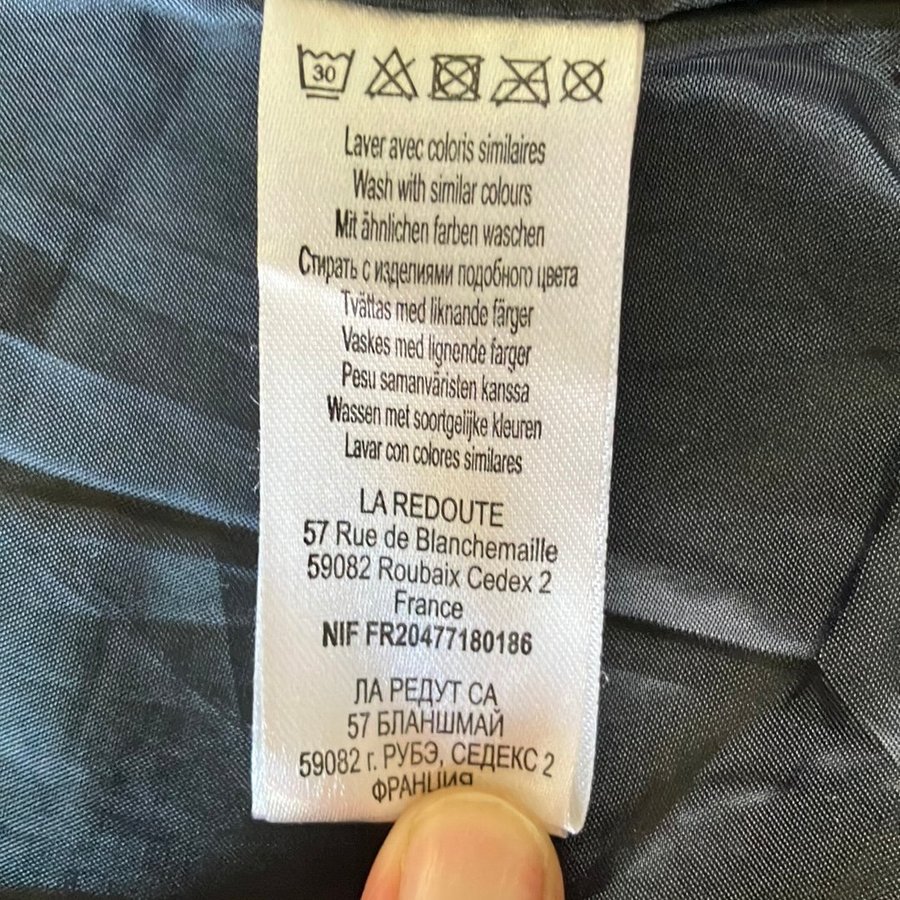 30
Laver avec coloris similaires
Wash with similar colours
Mit ähnlichen farben waschen
Стирать с изделиями подобного цвета
Tvättas med liknande färger
Vaskes med lignende farger
Pesu samanväristen kanssa
Wassen met soortgelijke kleuren
Lavar con colores similares
LA REDOUTE
57 Rue de Blanchemaille
59082 Roubaix Cedex 2
France
NIF FR20477180186
ЛА РЕДУТ СА
57 БЛАНШМАЙ
59082 г. РУБЭ, СЕДЕКС 2
ФРАНЦИЯ